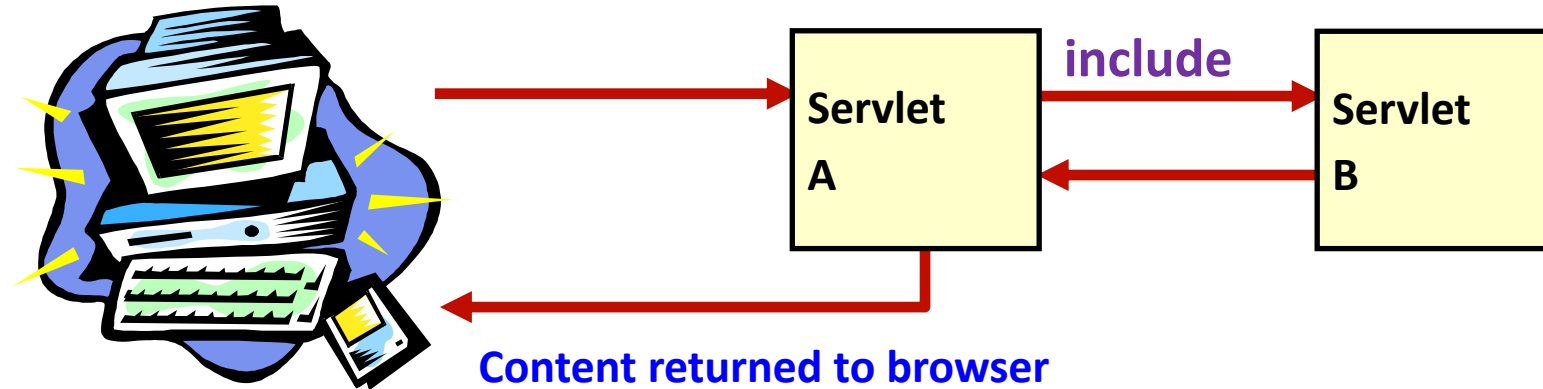 include
Servlet
A
Servlet
B
Content returned to browser